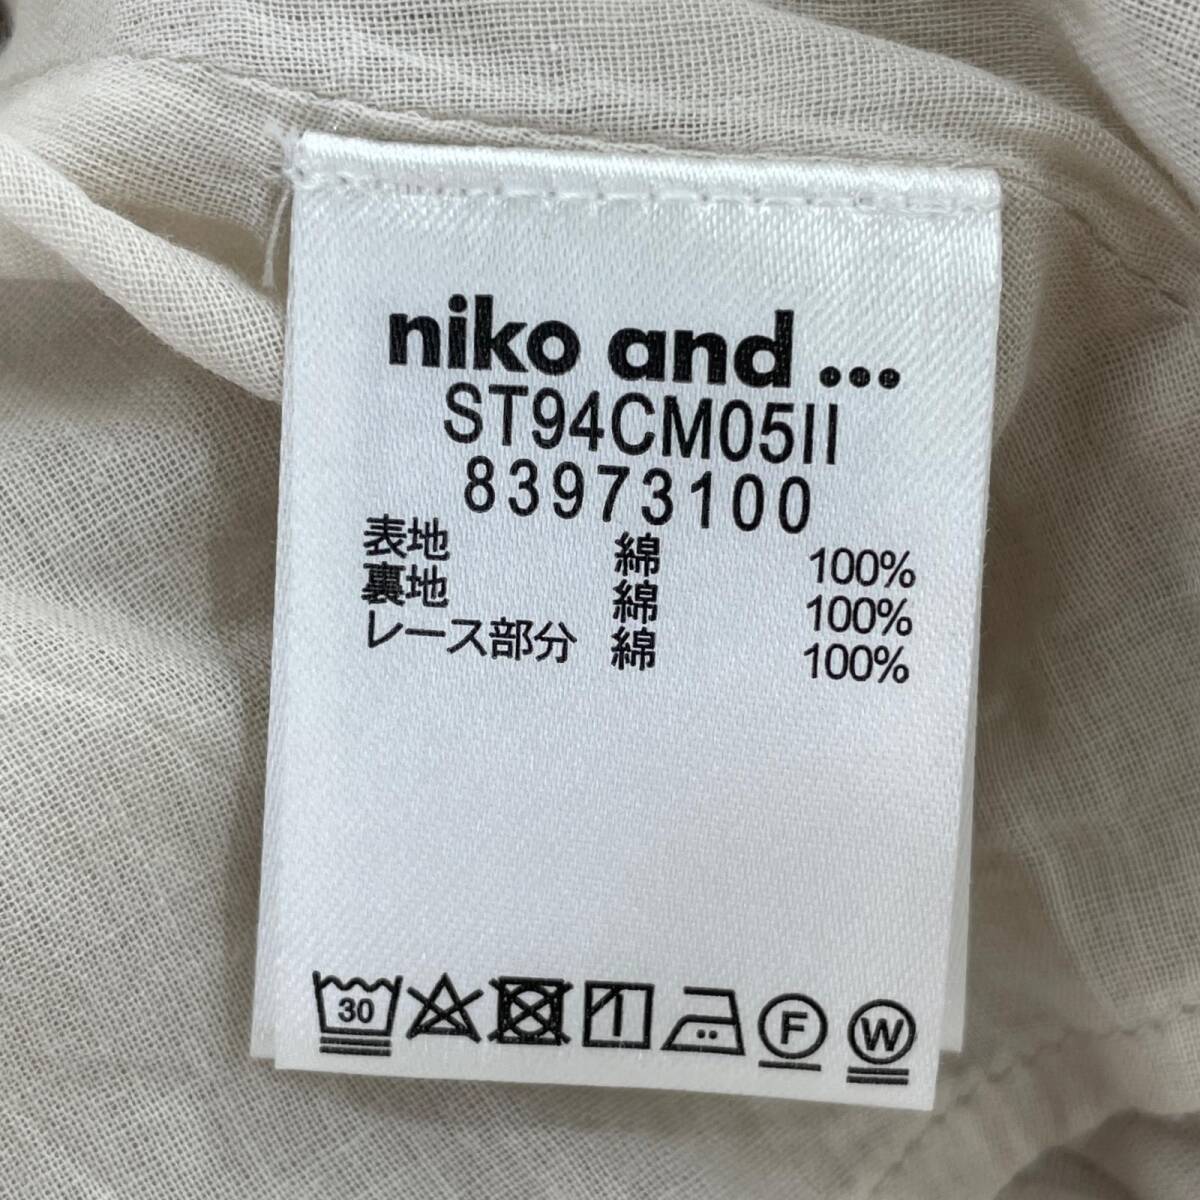 niko and ...
ST94CM05II
83973100
表地 綿 100%
裏地 綿 100%
レース部分 綿 100%
30 F W